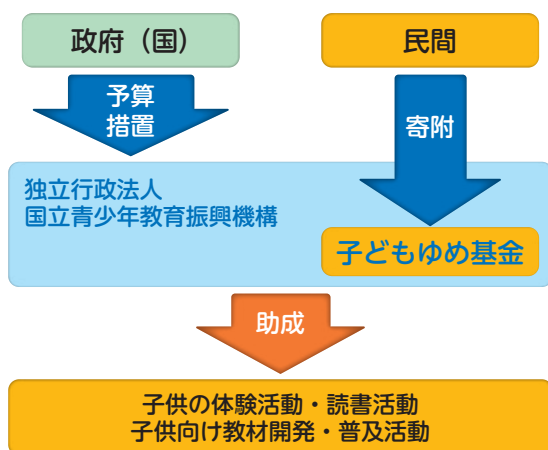 政府（国）
民間
予算
措置
寄附
独立行政法人
国立青少年教育振興機構
子どもゆめ基金
助成
子供の体験活動・読書活動
子供向け教材開発・普及活動